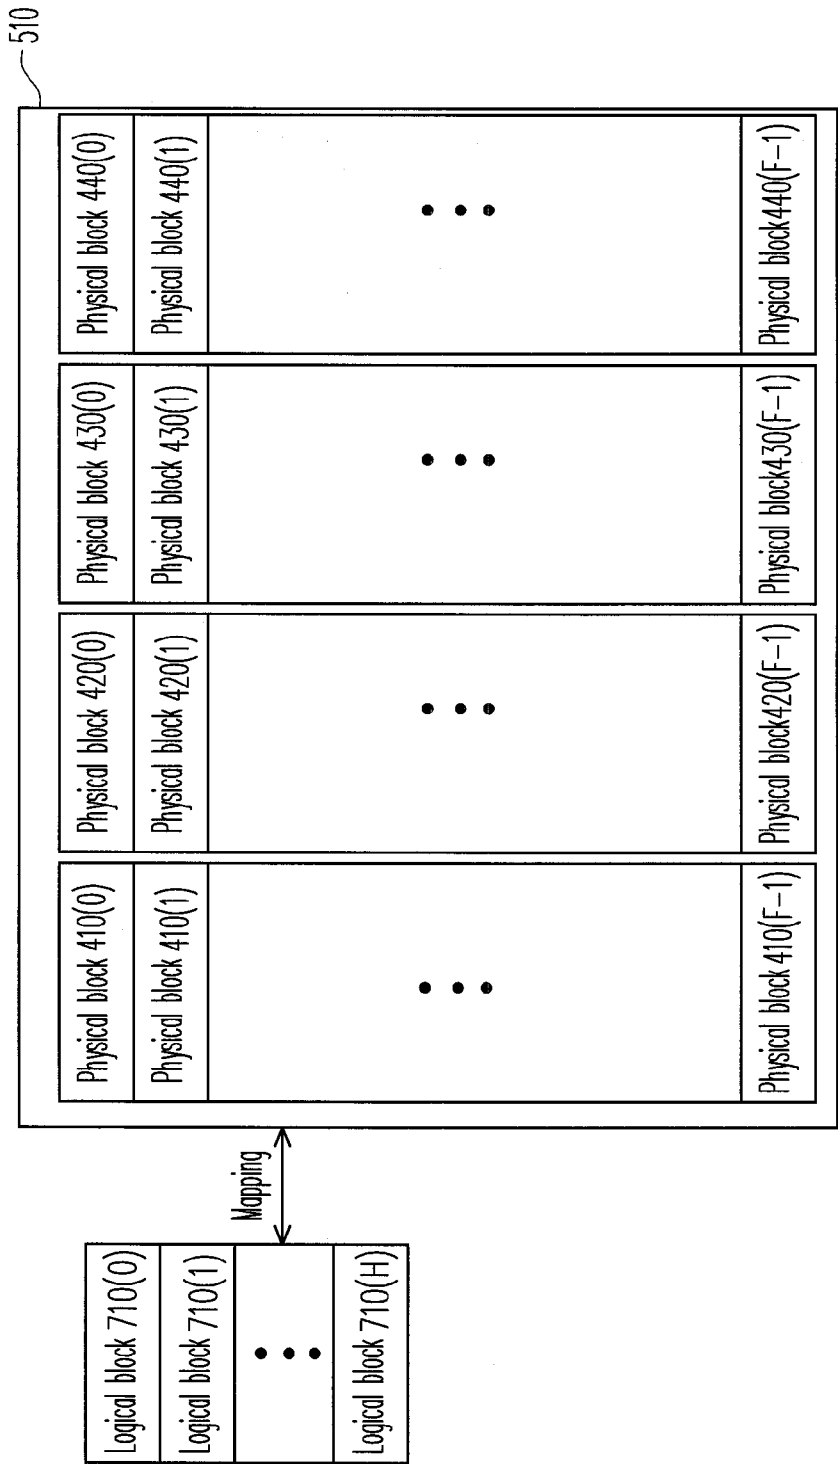 510
Logical block 710(0)
Logical block 710(1)
Logical block 710(H)
Mapping
Physical block 410(0)
Physical block 410(1)
Physical block 410(F-1)
Physical block 420(0)
Physical block 420(1)
Physical block420(F-1)
Physical block 430(0)
Physical block 430(1)
Physical block430(F-1)
Physical block 440(0)
Physical block 440(1)
Physical block440(F-1)